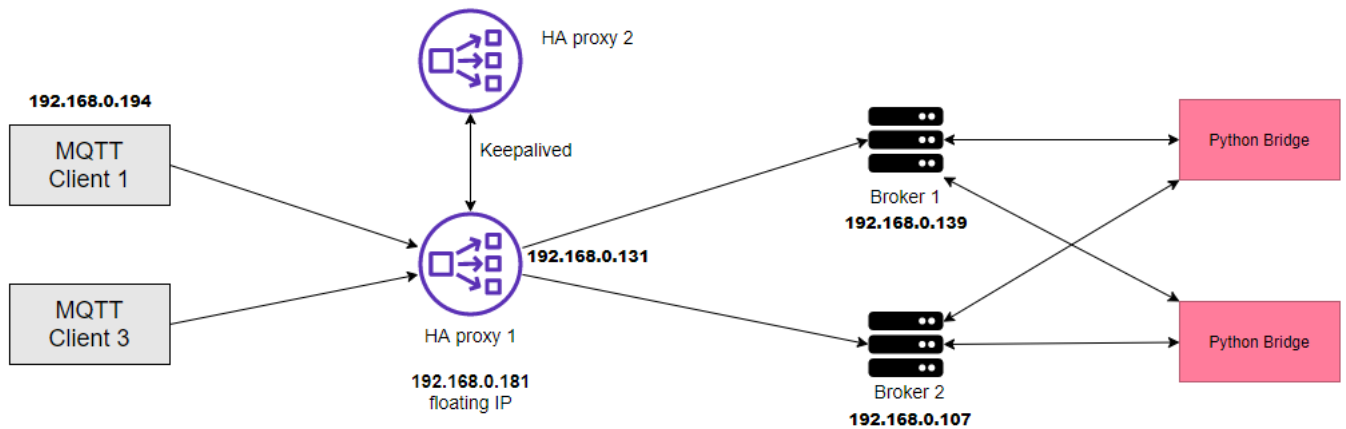 HA proxy 2
192.168.0.194
MQTT
Client 1
Keepalived
Python Bridge
Broker 1
192.168.0.139
192.168.0.131
MQTT
Client 3
HA proxy 1
192.168.0.181
floating IP
Broker 2
192.168.0.107
Python Bridge